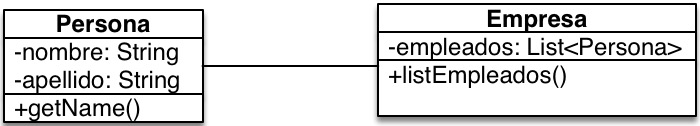 Persona
-nombre: String
-apellido: String
+getName()
Empresa
-empleados: List<Persona>
+listEmpleados()